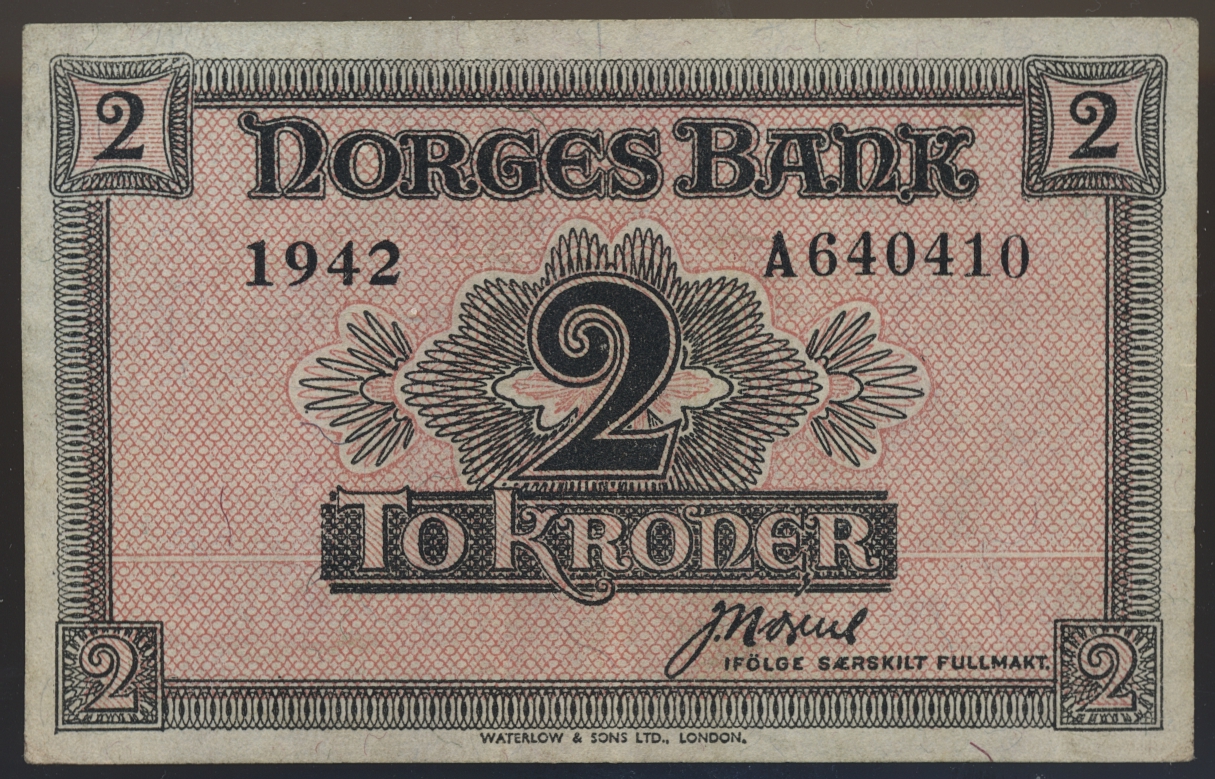 2 2
NORGES BANK
1942 A640410
2
TO KRONER
IFÖLGE SÆRSKILT FULLMAKT.
2 2
WATERLOW & SONS LTD., LONDON.